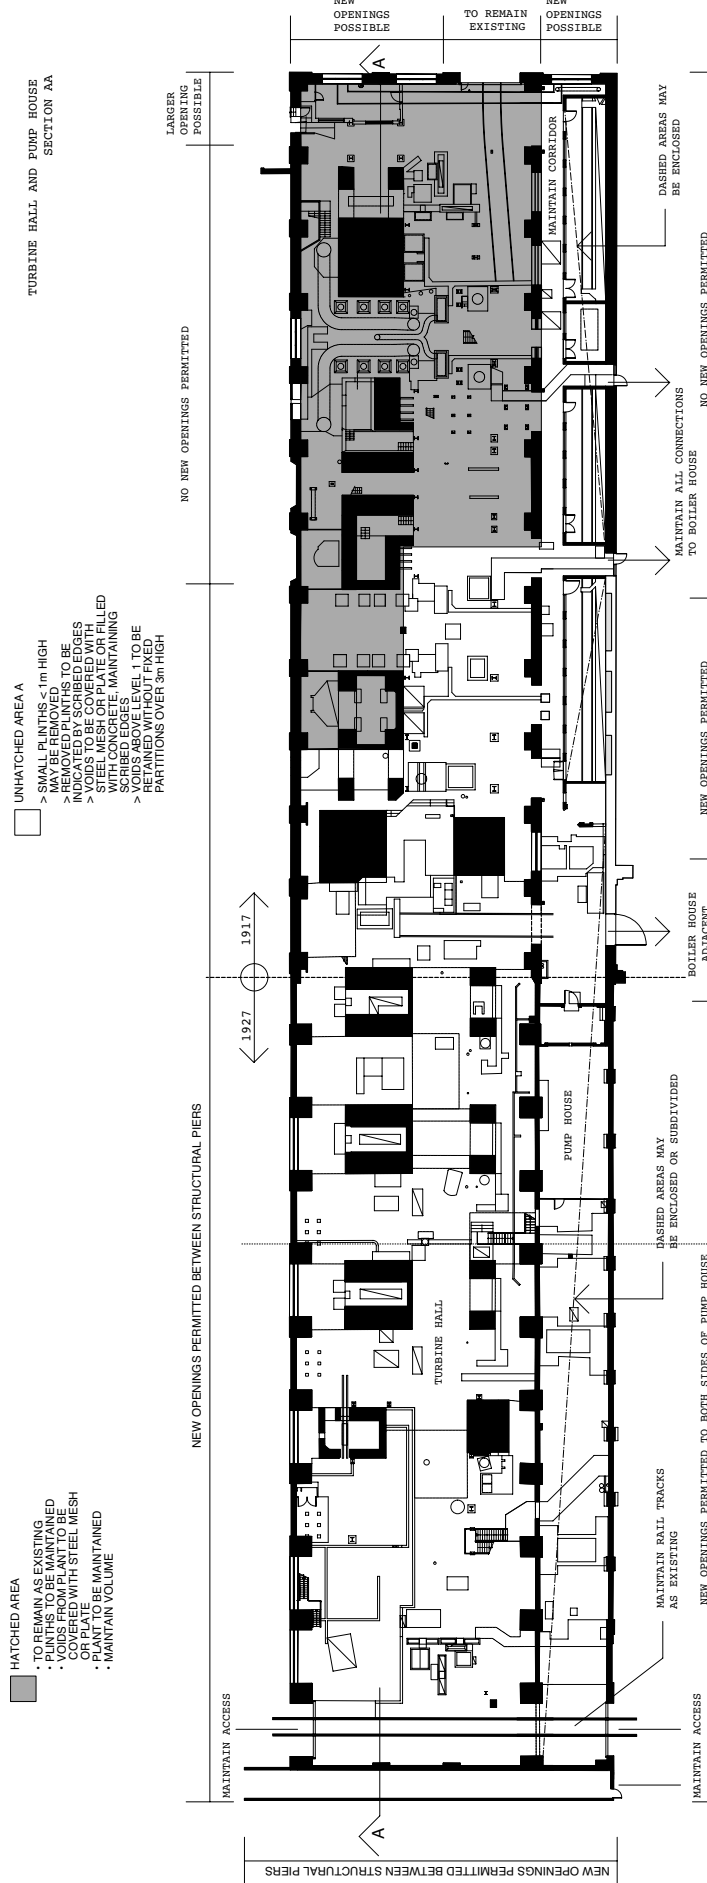 NEW
OPENINGS
POSSIBLE
TO REMAIN
EXISTING
NEW
OPENINGS
POSSIBLE
A
TURBINE HALL AND PUMP HOUSE
SECTION AA
LARGER
OPENING
POSSIBLE
NO NEW OPENINGS PERMITTED
MAINTAIN CORRIDOR
DASHED AREAS MAY
BE ENCLOSED
NO NEW OPENINGS PERMITTED
MAINTAIN ALL CONNECTIONS
TO BOILER HOUSE
UNHATCHED AREA A
> SMALL PLINTHS <1m HIGH
MAY BE REMOVED
> REMOVED PLINTHS TO BE
INDICATED BY SCRIBED EDGES
> VOIDS TO BE COVERED WITH
STEEL MESH OR PLATE OR FILLED
WITH CONCRETE, MAINTAINING
SCRIBED EDGES
> VOIDS ABOVE LEVEL 1 TO BE
RETAINED WITHOUT FIXED
PARTITIONS OVER 3m HIGH
NEW OPENINGS PERMITTED
1917
1927
BOILER HOUSE
ADJACENT
NEW OPENINGS PERMITTED BETWEEN STRUCTURAL PIERS
PUMP HOUSE
DASHED AREAS MAY
BE ENCLOSED OR SUBDIVIDED
TURBINE HALL
NEW OPENINGS PERMITTED TO BOTH SIDES OF PUMP HOUSE
HATCHED AREA
• TO REMAIN AS EXISTING
• PLINTHS TO BE MAINTAINED
• VOIDS FROM PLANT TO BE
COVERED WITH STEEL MESH
OR PLATE
• PLANT TO BE MAINTAINED
• MAINTAIN VOLUME
MAINTAIN RAIL TRACKS
AS EXISTING
MAINTAIN ACCESS
MAINTAIN ACCESS
A
NEW OPENINGS PERMITTED BETWEEN STRUCTURAL PIERS